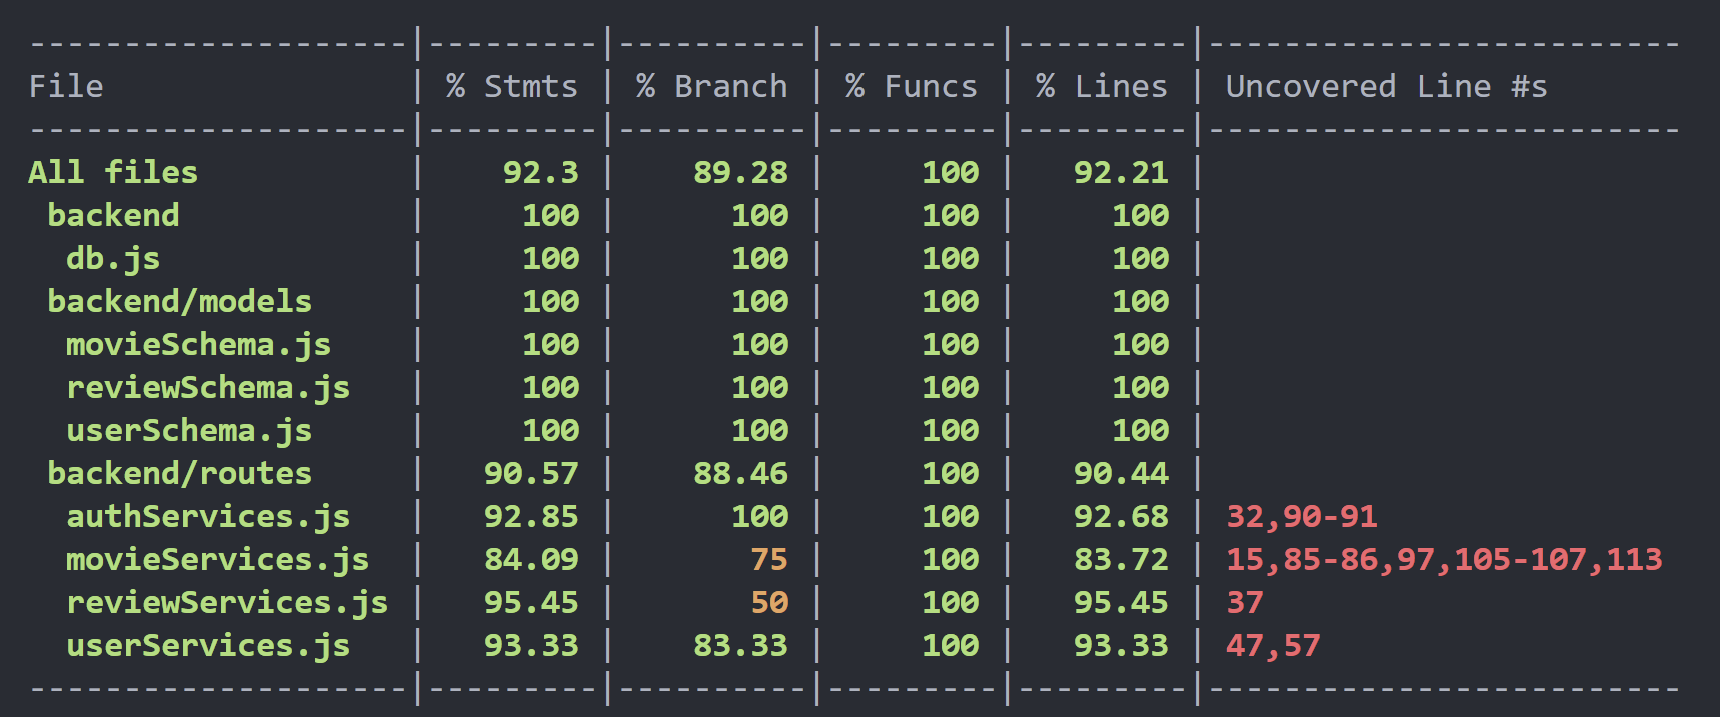 --------------------|---------|----------|---------|---------|-------------------------
File                | % Stmts | % Branch | % Funcs | % Lines | Uncovered Line #s
--------------------|---------|----------|---------|---------|-------------------------
All files           |    92.3 |    89.28 |     100 |   92.21 |
 backend            |     100 |      100 |     100 |     100 |
  db.js             |     100 |      100 |     100 |     100 |
 backend/models     |     100 |      100 |     100 |     100 |
  movieSchema.js    |     100 |      100 |     100 |     100 |
  reviewSchema.js   |     100 |      100 |     100 |     100 |
  userSchema.js     |     100 |      100 |     100 |     100 |
 backend/routes     |   90.57 |    88.46 |     100 |   90.44 |
  authServices.js   |   92.85 |      100 |     100 |   92.68 | 32,90-91
  movieServices.js  |   84.09 |       75 |     100 |   83.72 | 15,85-86,97,105-107,113
  reviewServices.js |   95.45 |       50 |     100 |   95.45 | 37
  userServices.js   |   93.33 |    83.33 |     100 |   93.33 | 47,57
--------------------|---------|----------|---------|---------|-------------------------